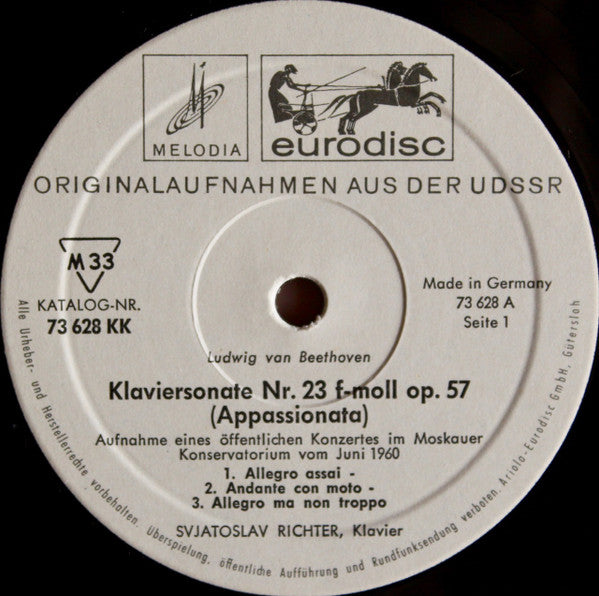 MELODIA
eurodisc
ORIGINALAUFNAHMEN AUS DER UDSSR
M 33
KATALOG-NR.
73 628 KK
Made in Germany
73 628 A
Seite 1
Ludwig van Beethoven
Klaviersonate Nr. 23 f-moll op. 57
(Appassionata)
Aufnahme eines öffentlichen Konzertes im Moskauer
Konservatorium vom Juni 1960
1. Allegro assai -
2. Andante con moto -
3. Allegro ma non troppo
SVJATOSLAV RICHTER, Klavier
Alle Urheber- und Herstellerrechte vorbehalten. Überspielung, öffentliche Aufführung und Rundfunksendung verboten. Ariola-Eurodisc GmbH, Gütersloh